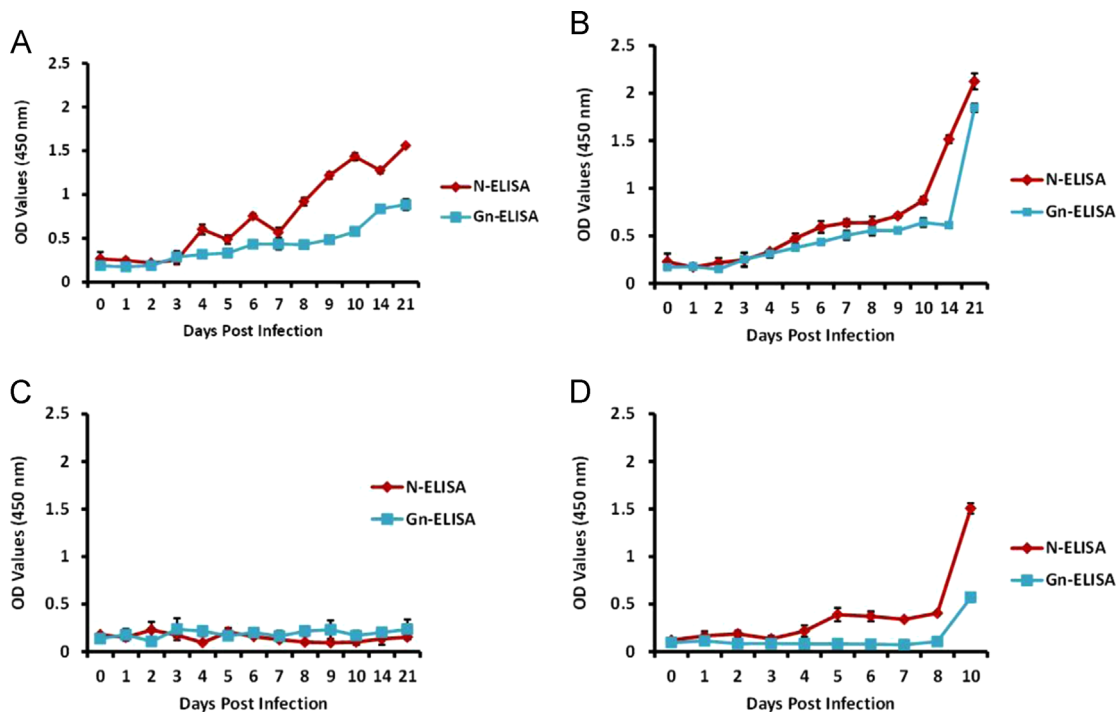 A
2.5
2
1.5
1
0.5
0
OD Values (450 nm)
0 1 2 3 4 5 6 7 8 9 10 14 21
Days Post Infection
N-ELISA
Gn-ELISA
B
2.5
2
1.5
1
0.5
0
OD Values (450 nm)
0 1 2 3 4 5 6 7 8 9 10 14 21
Days Post Infection
N-ELISA
Gn-ELISA
C
2.5
2
1.5
1
0.5
0
OD Values (450 nm)
0 1 2 3 4 5 6 7 8 9 10 14 21
Days Post Infection
N-ELISA
Gn-ELISA
D
2.5
2
1.5
1
0.5
0
OD Values (450 nm)
0 1 2 3 4 5 6 7 8 10
Days Post Infection
N-ELISA
Gn-ELISA